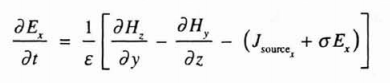 ∂E_x/∂t = 1/ε [ ∂H_z/∂y − ∂H_y/∂z − (J_source_x + σE_x) ]